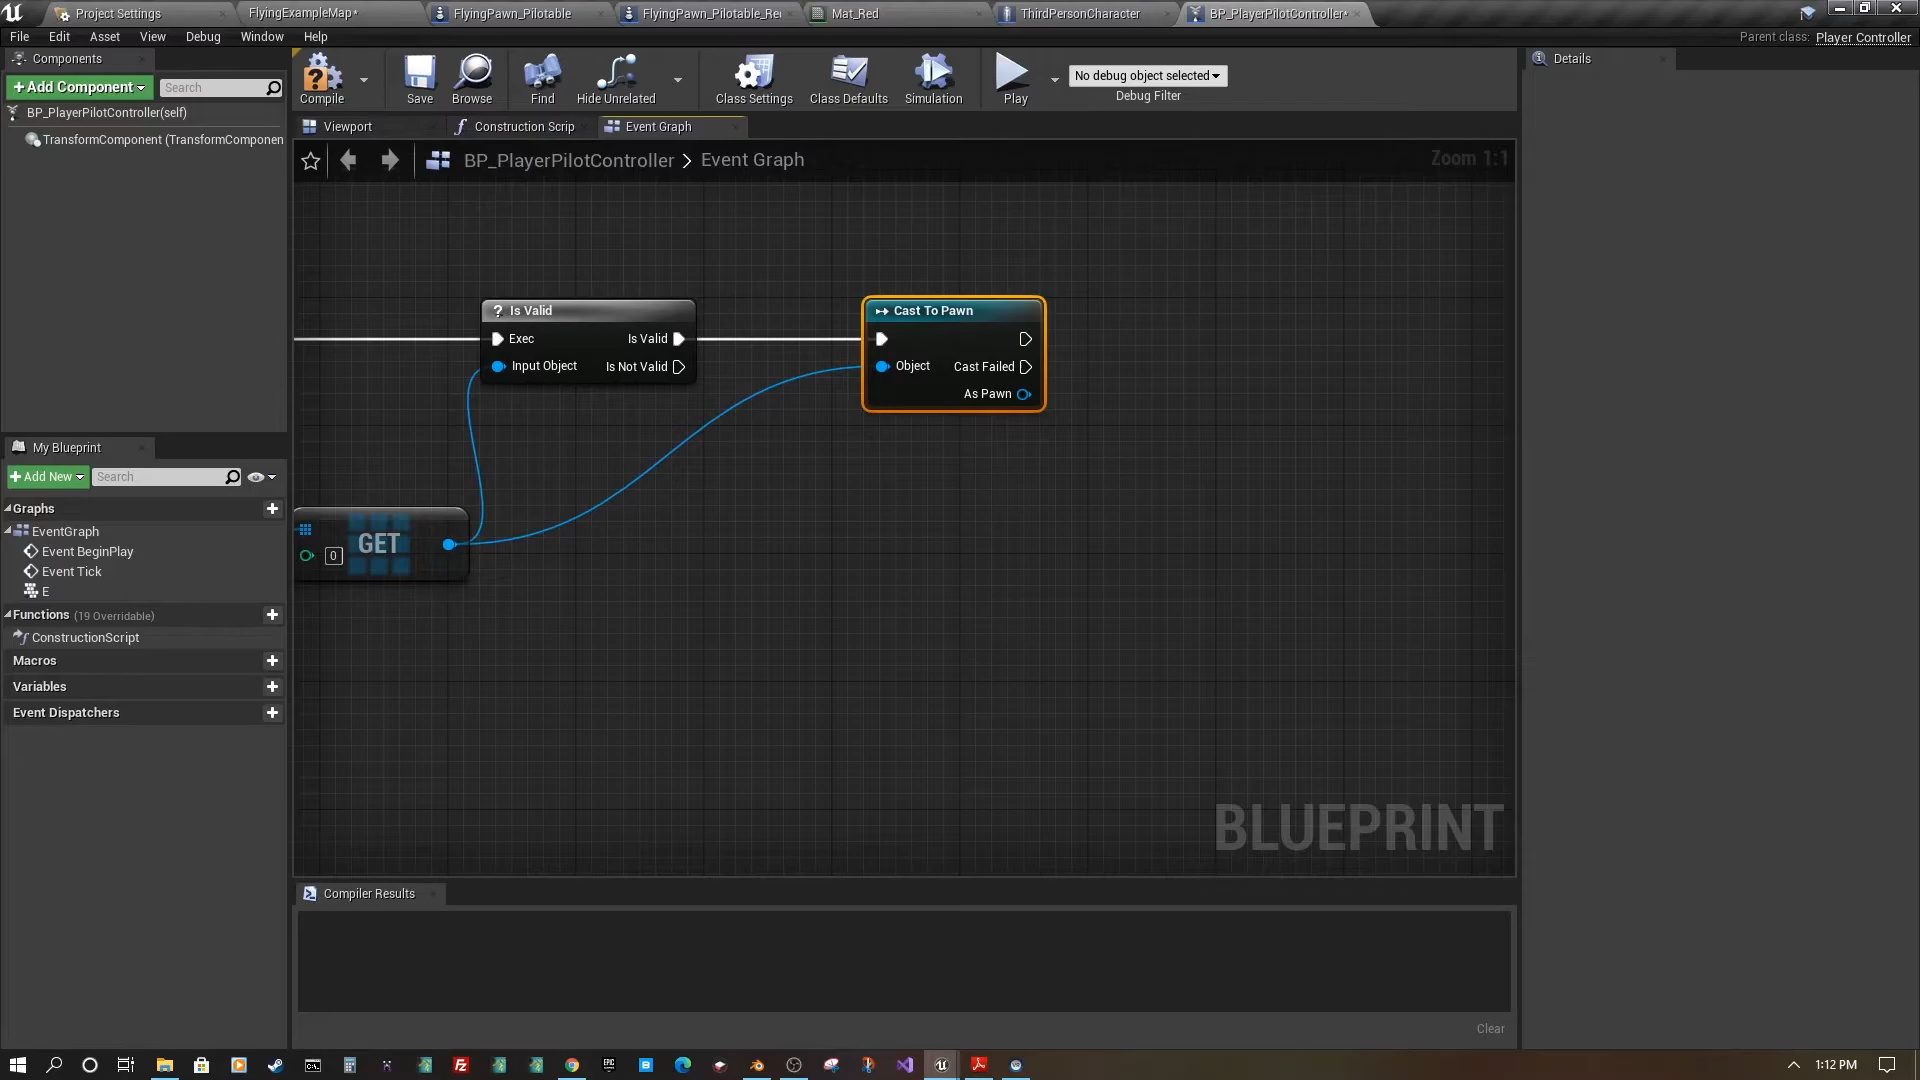 Project Settings
FlyingExampleMap*
FlyingPawn_Pilotable
FlyingPawn_Pilotable_Re
Mat_Red
ThirdPersonCharacter
BP_PlayerPilotController*
File Edit Asset View Debug Window Help
Parent class: Player Controller
Components
+Add Component
Search
BP_PlayerPilotController(self)
TransformComponent (TransformComponen
Compile
Save
Browse
Find
Hide Unrelated
Class Settings
Class Defaults
Simulation
Play
No debug object selected
Debug Filter
Details
Viewport
Construction Scrip
Event Graph
BP_PlayerPilotController > Event Graph
Zoom 1:1
? Is Valid
Exec
Is Valid
Input Object
Is Not Valid
Cast To Pawn
Object
Cast Failed
As Pawn
0
GET
BLUEPRINT
My Blueprint
+Add New
Search
Graphs
EventGraph
Event BeginPlay
Event Tick
E
Functions (19 Overridable)
ConstructionScript
Macros
Variables
Event Dispatchers
Compiler Results
Clear
1:12 PM